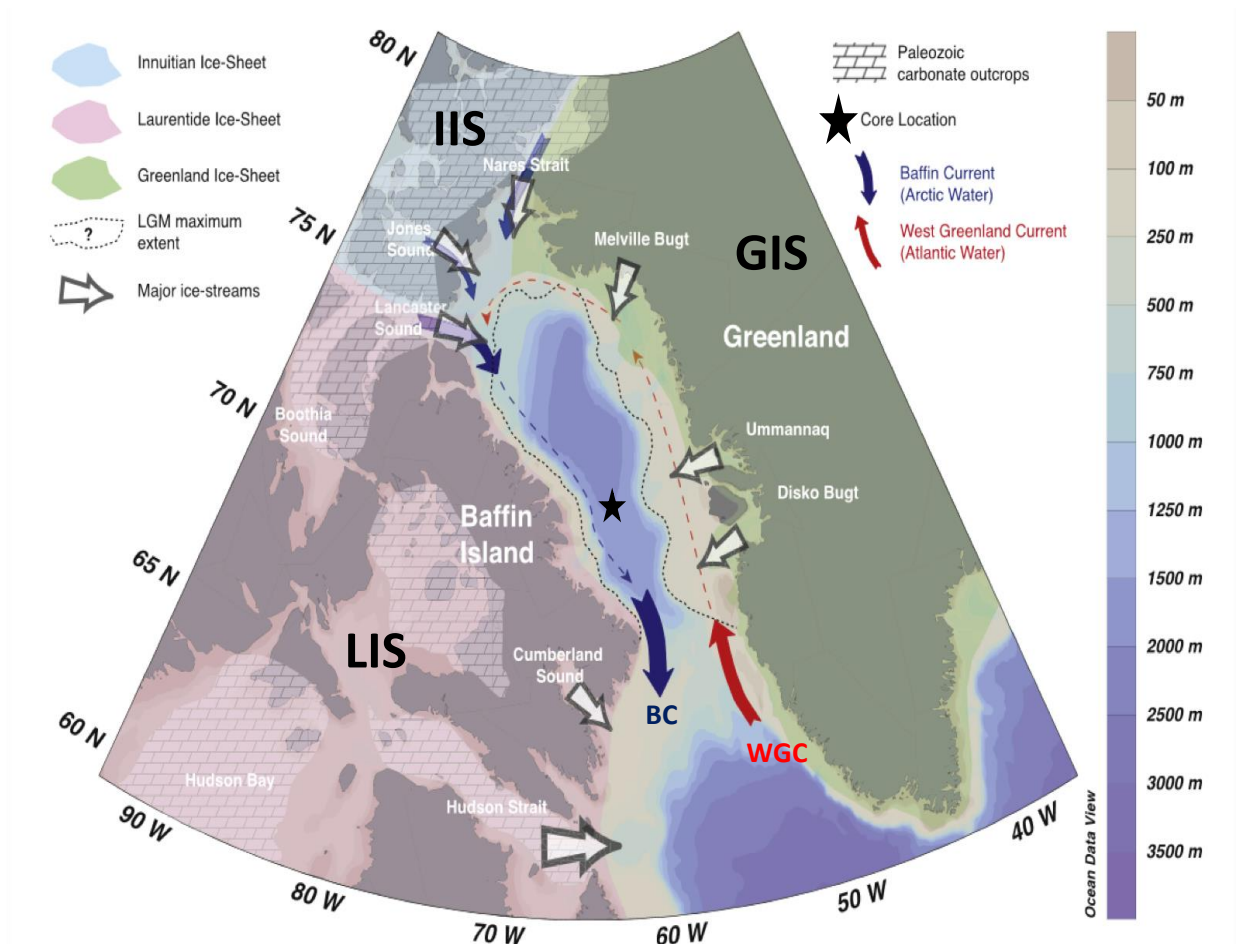 Innuitian Ice-Sheet
Laurentide Ice-Sheet
Greenland Ice-Sheet
?
LGM maximum
extent
Major ice-streams
Paleozoic
carbonate outcrops
Core Location
Baffin Current
(Arctic Water)
West Greenland Current
(Atlantic Water)
80 N
75 N
70 N
65 N
60 N
90 W
80 W
70 W
60 W
50 W
40 W
IIS
Nares Strait
Jones
Sound
Lancaster
Sound
Melville Bugt
GIS
Greenland
Boothia
Sound
Ummannaq
Disko Bugt
Baffin
Island
LIS
Cumberland
Sound
BC
WGC
Hudson Bay
Hudson Strait
50 m
100 m
250 m
500 m
750 m
1000 m
1250 m
1500 m
2000 m
2500 m
3000 m
3500 m
Ocean Data View